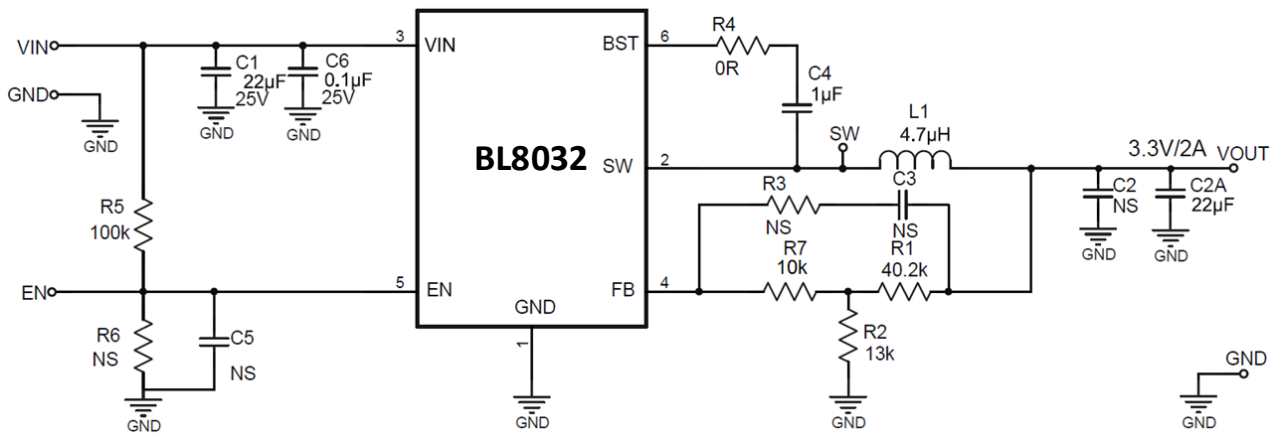 VIN
GND
GND
C1
22µF
25V
GND
C6
0.1µF
25V
GND
3
VIN
BL8032
BST
6
R4
0R
C4
1µF
SW
2
SW
L1
4.7µH
3.3V/2A
VOUT
C2
NS
GND
C2A
22µF
GND
R5
100k
R3
NS
C3
NS
R7
10k
R1
40.2k
EN
5
EN
FB
4
GND
1
GND
R6
NS
C5
NS
GND
R2
13k
GND
GND
GND